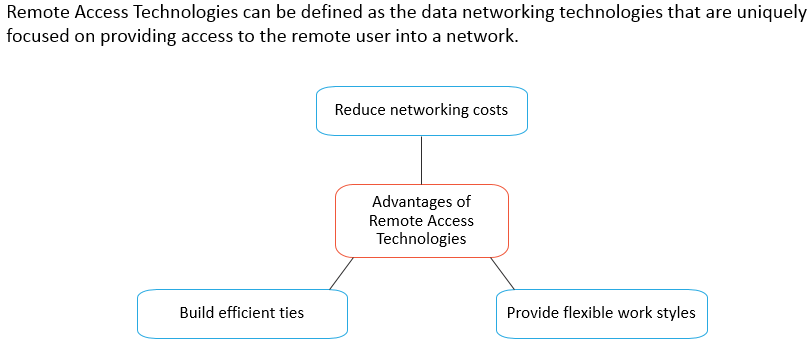 Remote Access Technologies can be defined as the data networking technologies that are uniquely
focused on providing access to the remote user into a network.
Reduce networking costs
Advantages of
Remote Access
Technologies
Build efficient ties
Provide flexible work styles